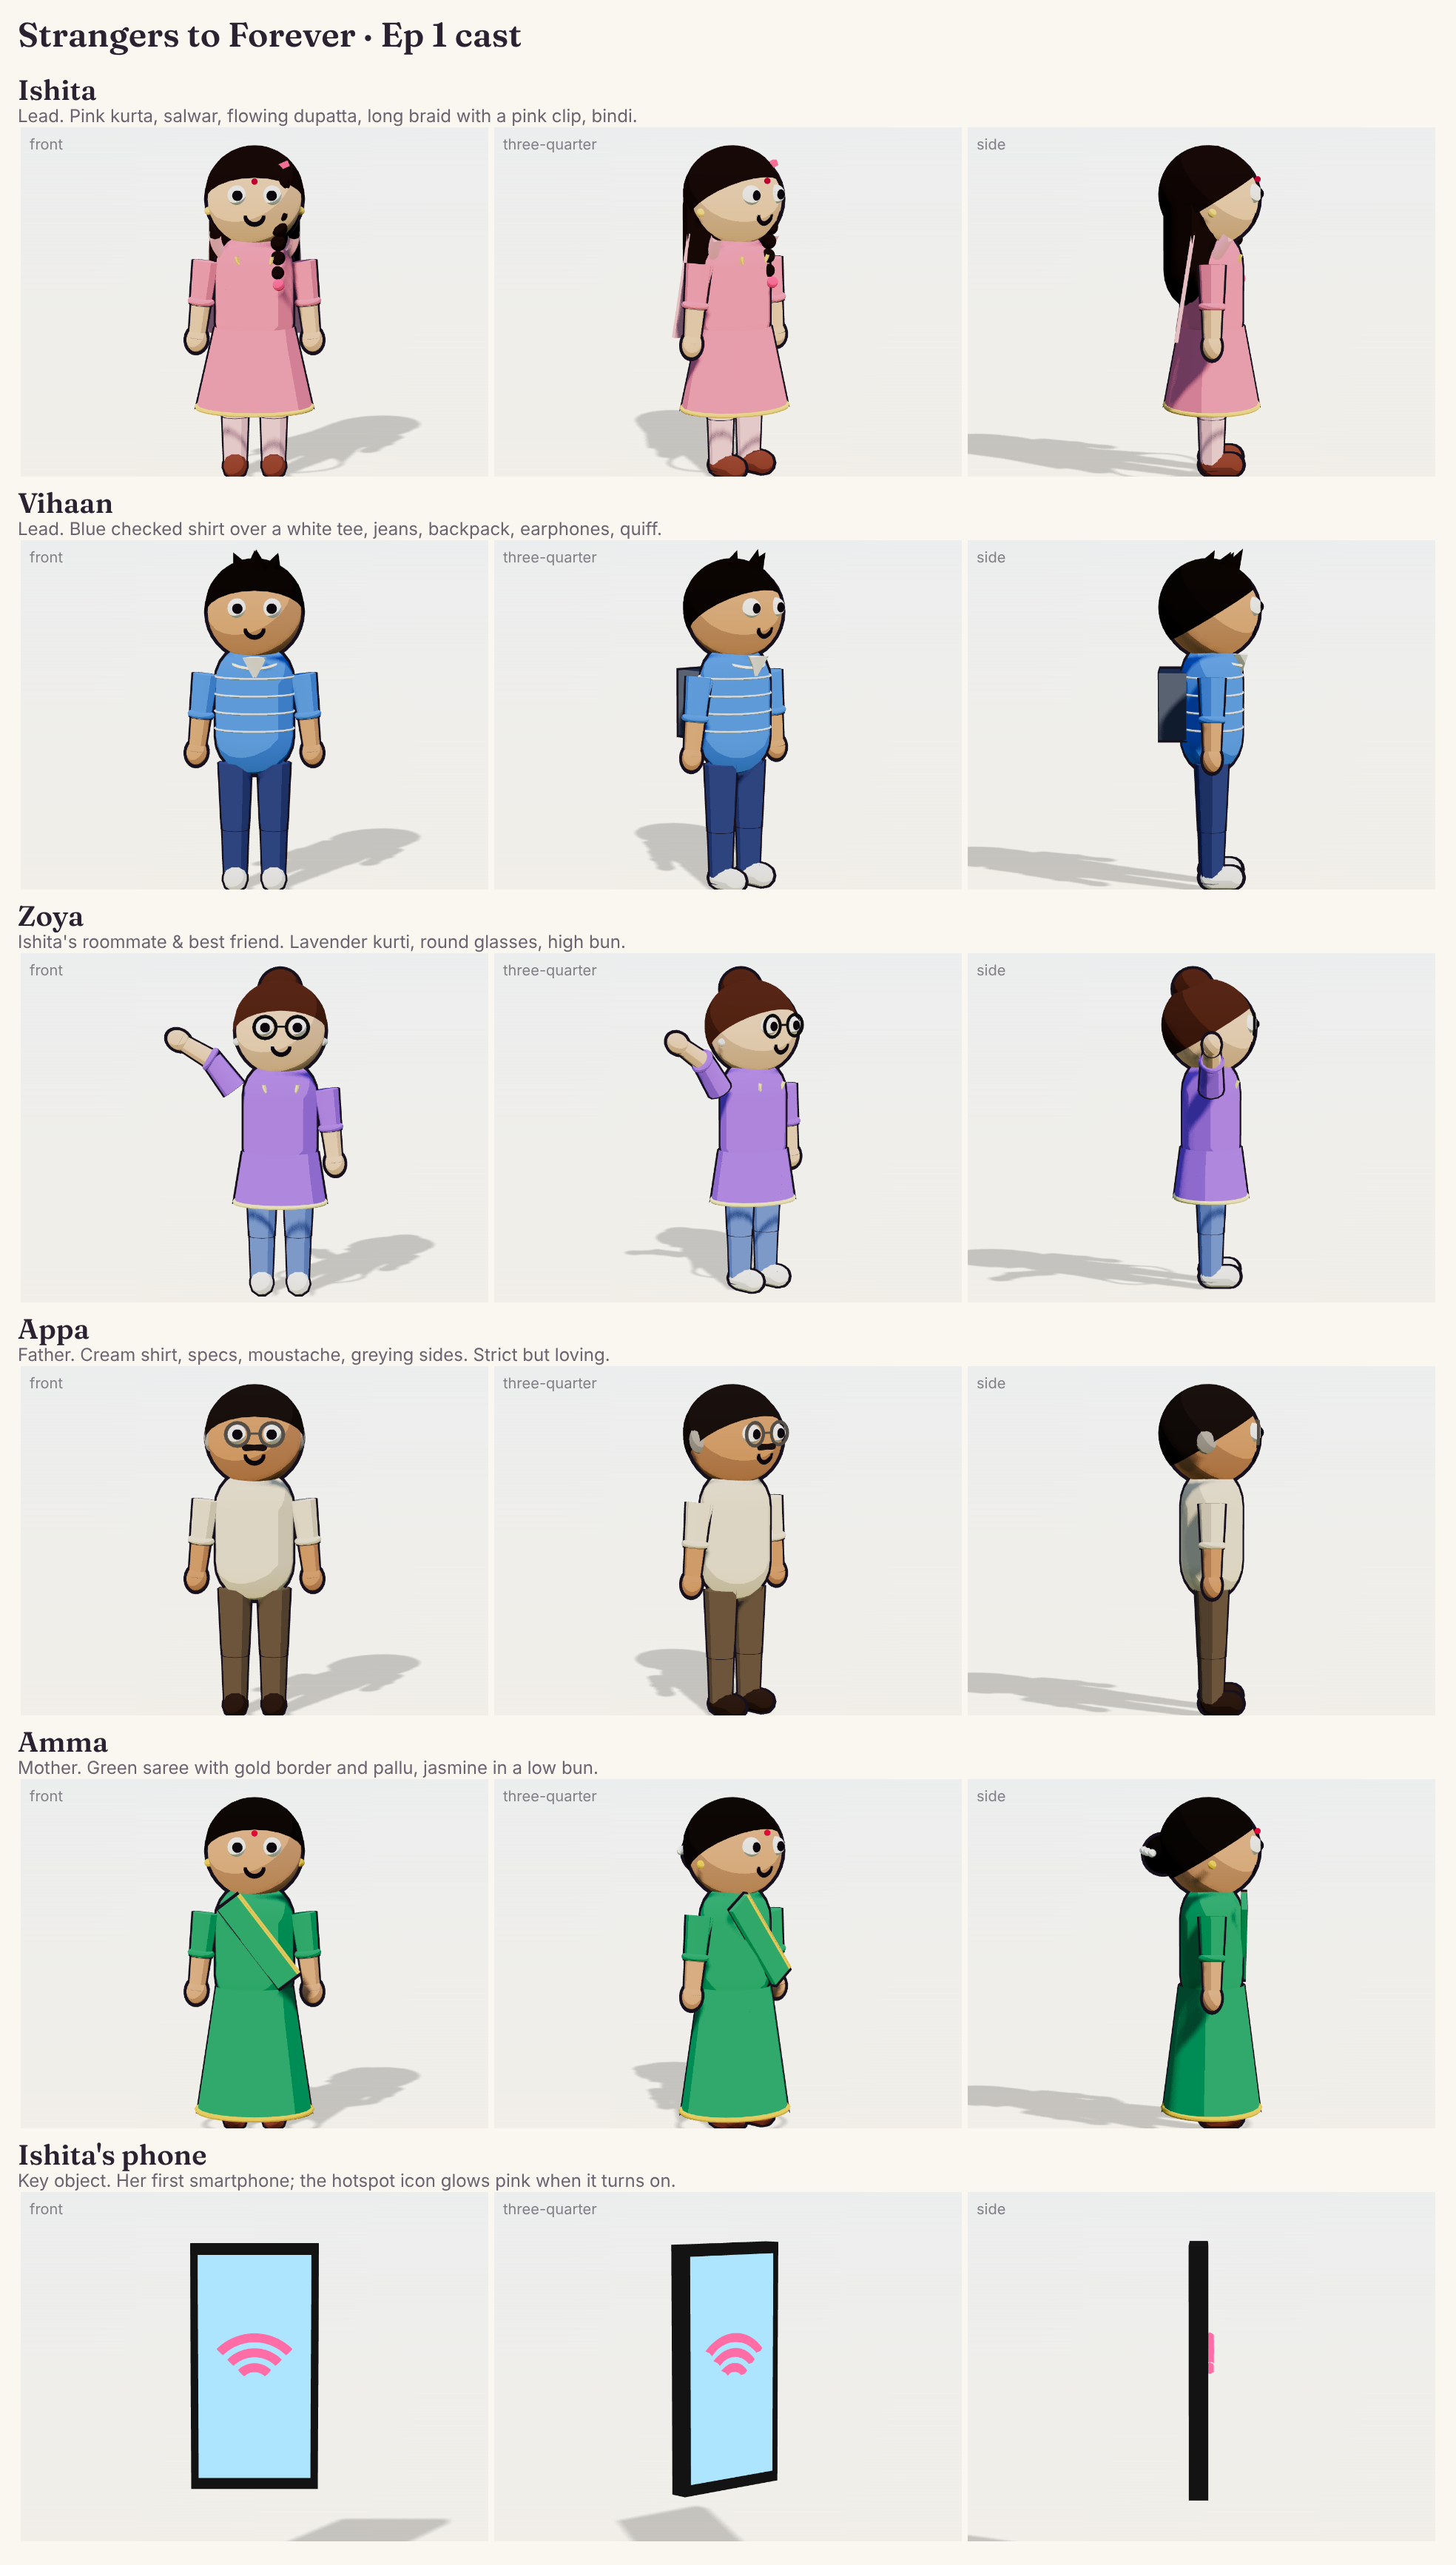 Strangers to Forever · Ep 1 cast
Ishita
Lead. Pink kurta, salwar, flowing dupatta, long braid with a pink clip, bindi.
front three-quarter side
Vihaan
Lead. Blue checked shirt over a white tee, jeans, backpack, earphones, quiff.
front three-quarter side
Zoya
Ishita's roommate & best friend. Lavender kurti, round glasses, high bun.
front three-quarter side
Appa
Father. Cream shirt, specs, moustache, greying sides. Strict but loving.
front three-quarter side
Amma
Mother. Green saree with gold border and pallu, jasmine in a low bun.
front three-quarter side
Ishita's phone
Key object. Her first smartphone; the hotspot icon glows pink when it turns on.
front three-quarter side